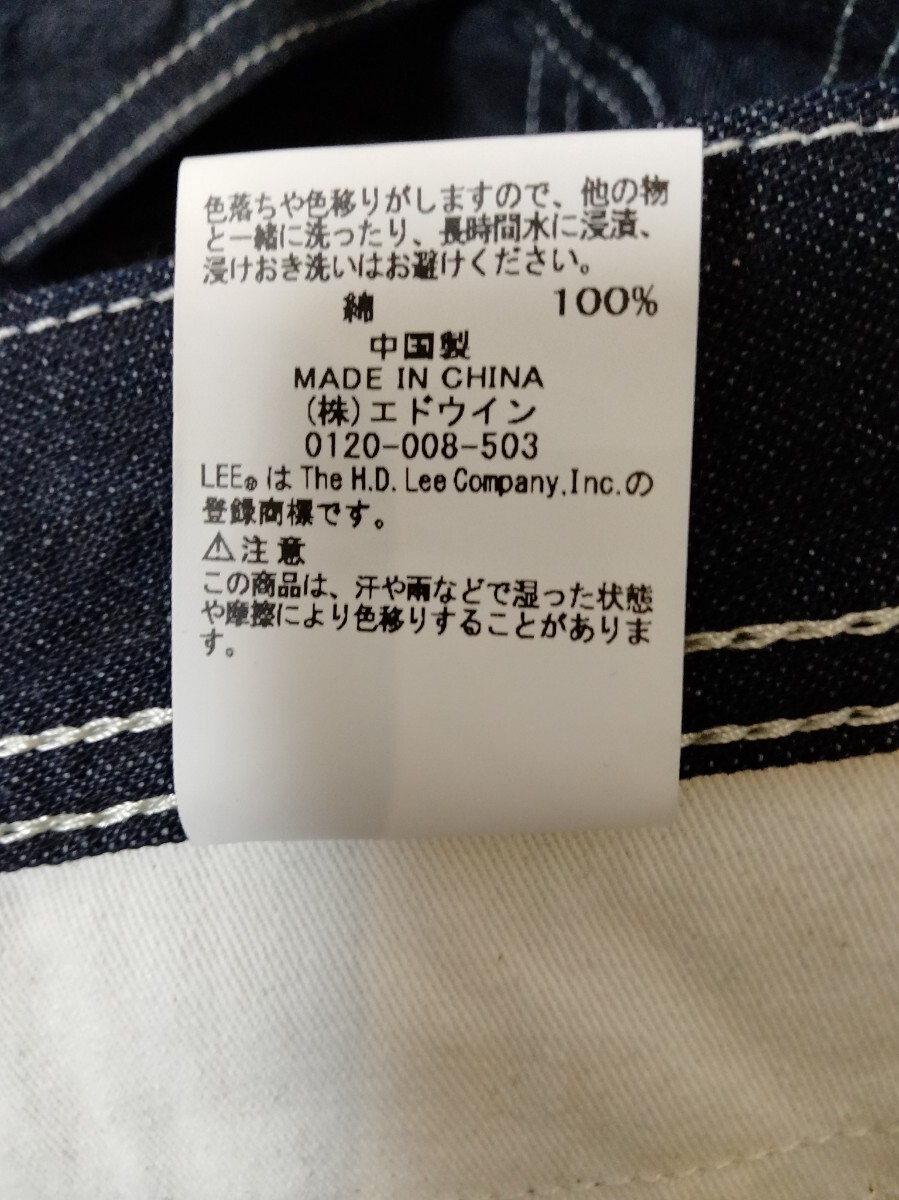 色落ちや色移りがしますので、他の物
と一緒に洗ったり、長時間水に浸漬、
浸けおき洗いはお避けください。
綿 100%
中国製
MADE IN CHINA
(株)エドウイン
0120-008-503
LEE®はThe H.D. Lee Company,Inc.の
登録商標です。
⚠注意
この商品は、汗や雨などで湿った状態
や摩擦により色移りすることがありま
す。